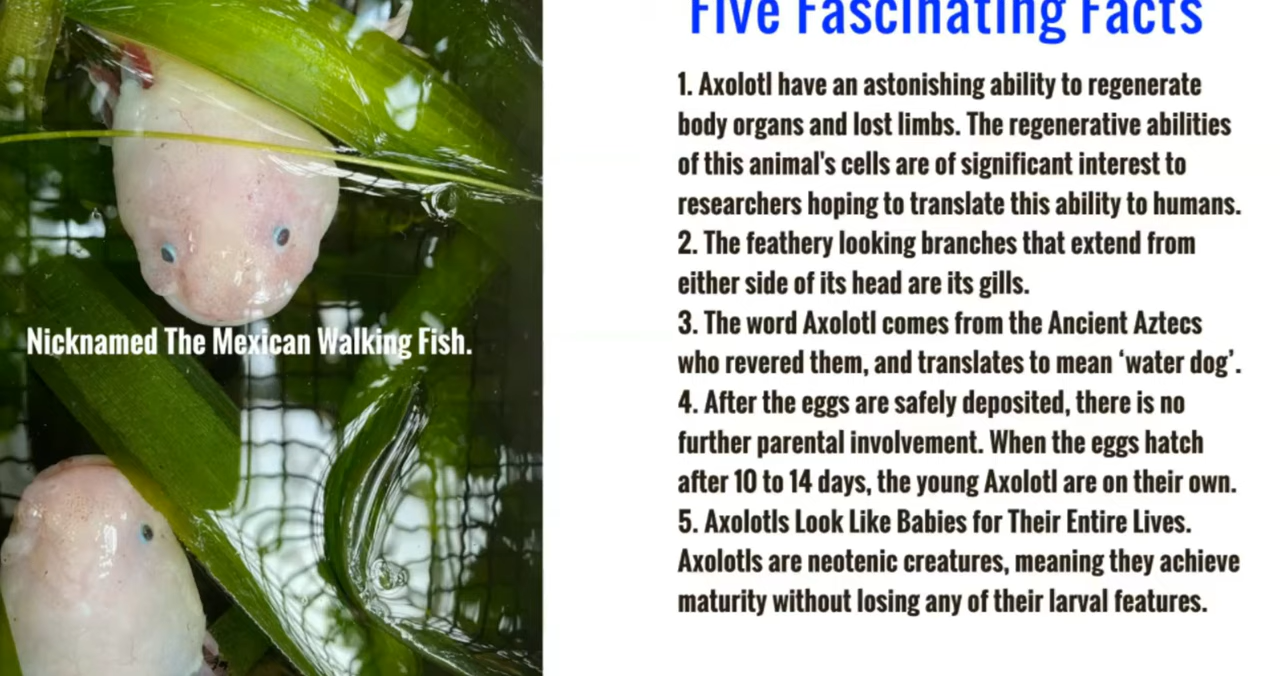 Five Fascinating Facts
1. Axolotl have an astonishing ability to regenerate
body organs and lost limbs. The regenerative abilities
of this animal's cells are of significant interest to
researchers hoping to translate this ability to humans.
2. The feathery looking branches that extend from
either side of its head are its gills.
3. The word Axolotl comes from the Ancient Aztecs
who revered them, and translates to mean ‘water dog’.
4. After the eggs are safely deposited, there is no
further parental involvement. When the eggs hatch
after 10 to 14 days, the young Axolotl are on their own.
5. Axolotls Look Like Babies for Their Entire Lives.
Axolotls are neotenic creatures, meaning they achieve
maturity without losing any of their larval features.
Nicknamed The Mexican Walking Fish.